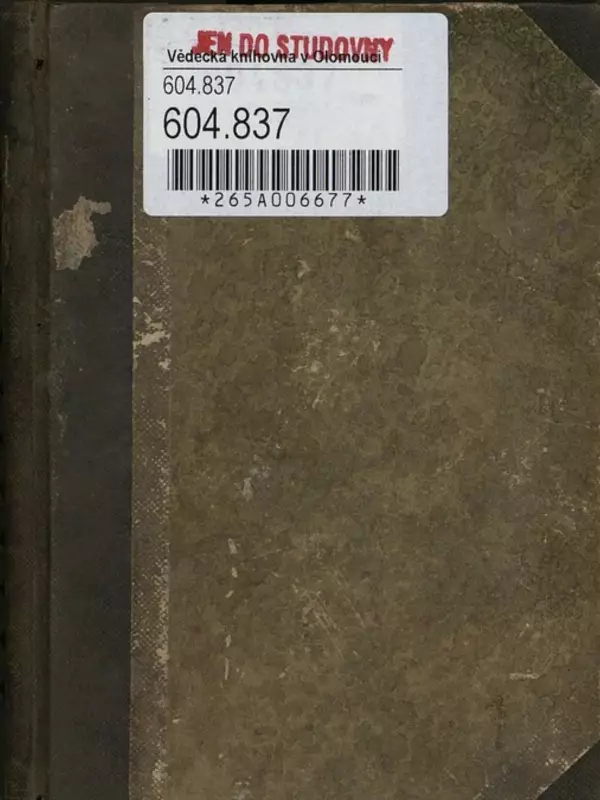 JEN DO STUDOVNY
Vědecká knihovna v Olomouci
604.837
604.837
*265A006677*